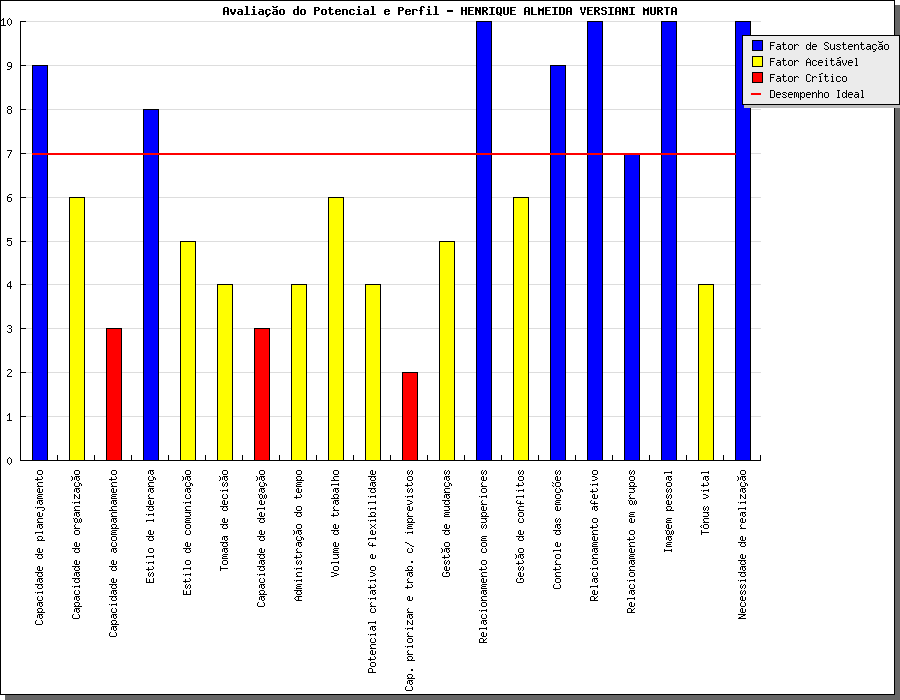 Avaliação do Potencial e Perfil - HENRIQUE ALMEIDA VERSIANI MURTA
10
9
8
7
6
5
4
3
2
1
0
Fator de Sustentação
Fator Aceitável
Fator Crítico
Desempenho Ideal
Capacidade de planejamento
Capacidade de organização
Capacidade de acompanhamento
Estilo de liderança
Estilo de comunicação
Tomada de decisão
Capacidade de delegação
Administração do tempo
Volume de trabalho
Potencial criativo e flexibilidade
Cap. priorizar e trab. c/ imprevistos
Gestão de mudanças
Relacionamento com superiores
Gestão de conflitos
Controle das emoções
Relacionamento afetivo
Relacionamento em grupos
Imagem pessoal
Tônus vital
Necessidade de realização